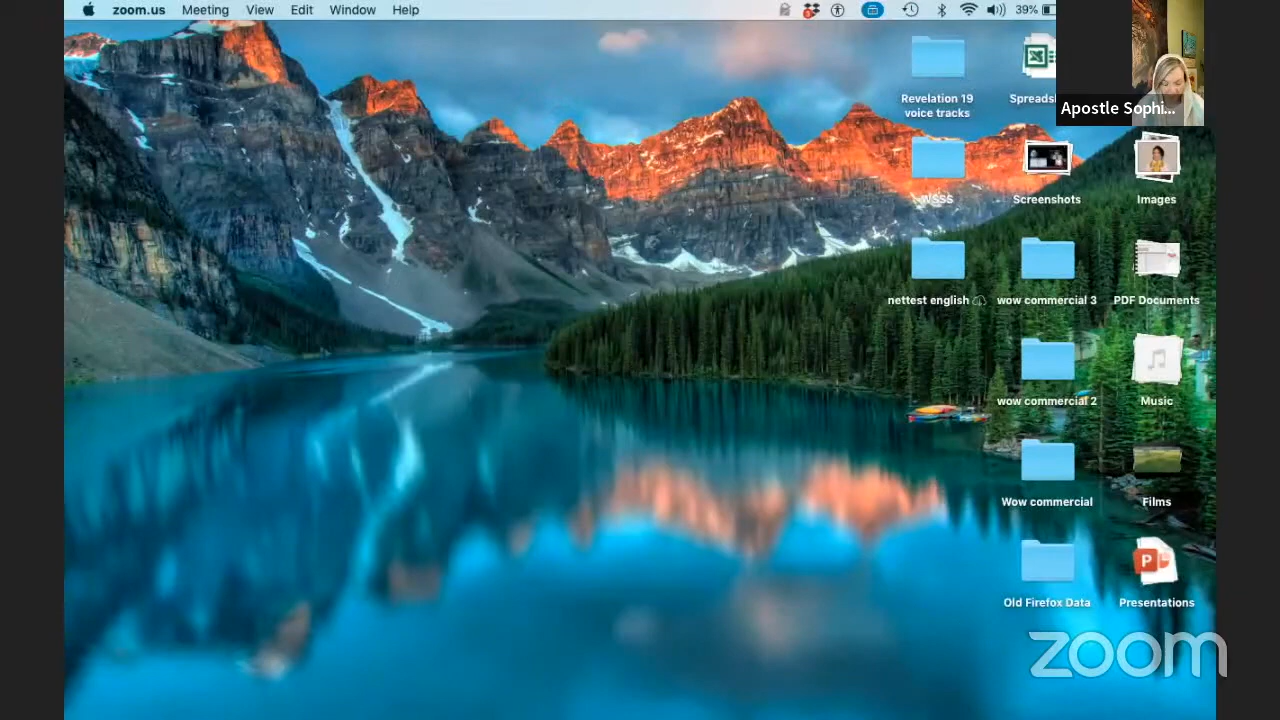 zoom.us Meeting View Edit Window Help
39%
Revelation 19
voice tracks
Apostle Sophi...
WSSS
Screenshots
Images
nettest english
wow commercial 3
PDF Documents
wow commercial 2
Music
Wow commercial
Films
Old Firefox Data
Presentations
zoom